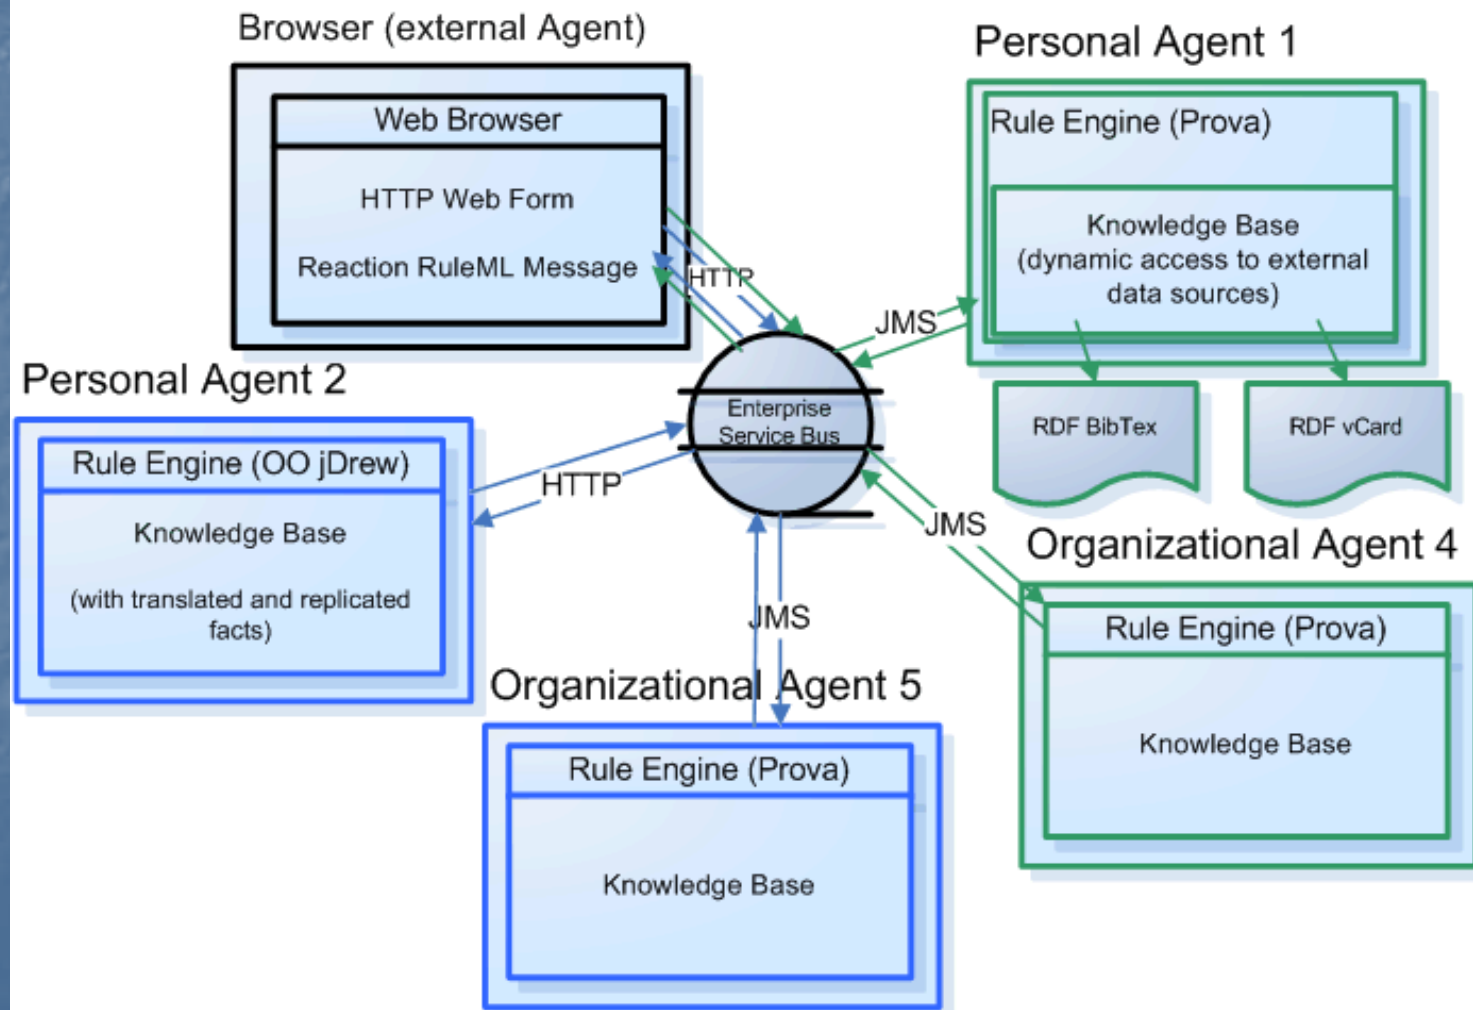 Browser (external Agent)
Web Browser
HTTP Web Form
Reaction RuleML Message
HTTP
Personal Agent 1
Rule Engine (Prova)
Knowledge Base
(dynamic access to external
data sources)
JMS
RDF BibTex
RDF vCard
Personal Agent 2
Rule Engine (OO jDrew)
Knowledge Base
(with translated and replicated
facts)
HTTP
Enterprise
Service Bus
JMS
Organizational Agent 4
Rule Engine (Prova)
Knowledge Base
JMS
Organizational Agent 5
Rule Engine (Prova)
Knowledge Base